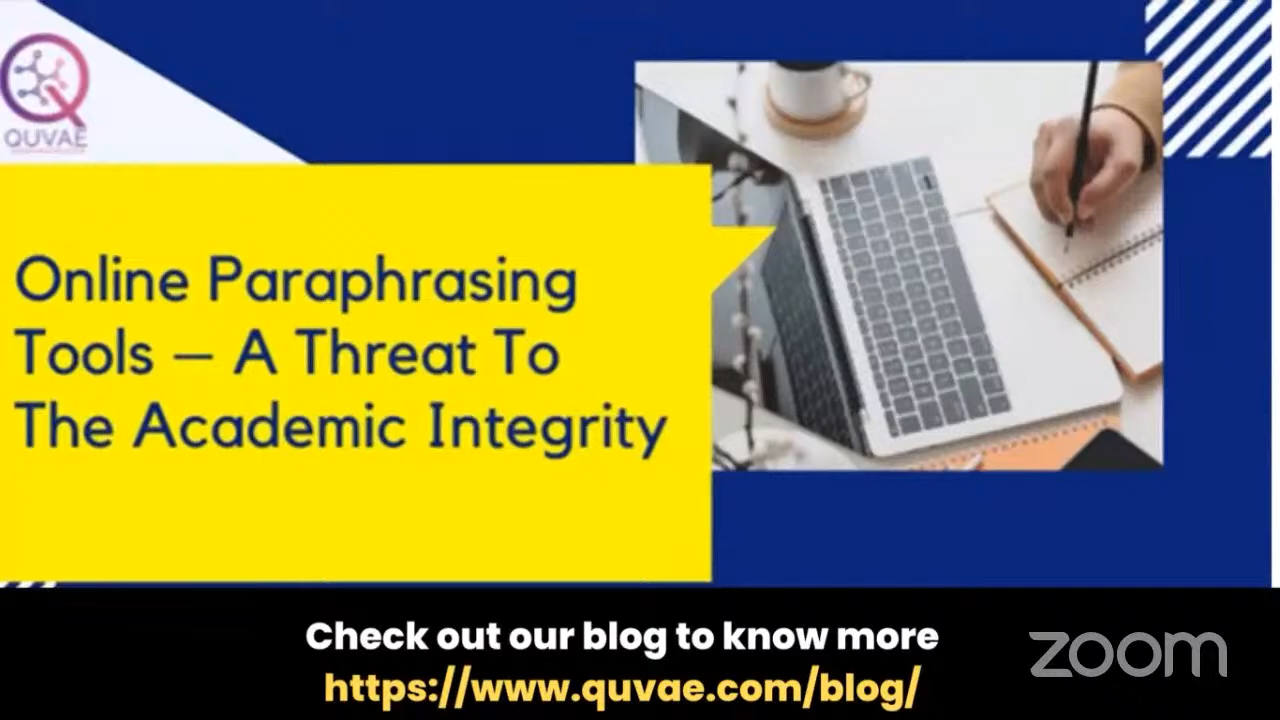 QUVAE
Online Paraphrasing
Tools – A Threat To
The Academic Integrity
Check out our blog to know more
https://www.quvae.com/blog/
zoom